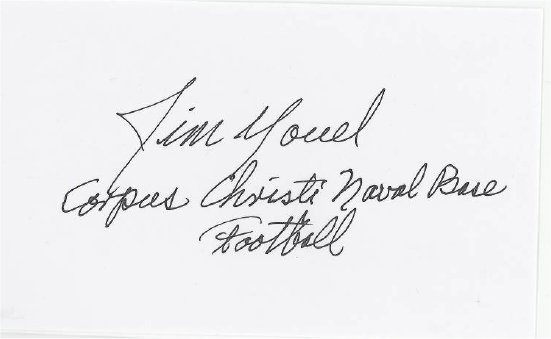 Jim Youel
Corpus Christi Naval Base
Football